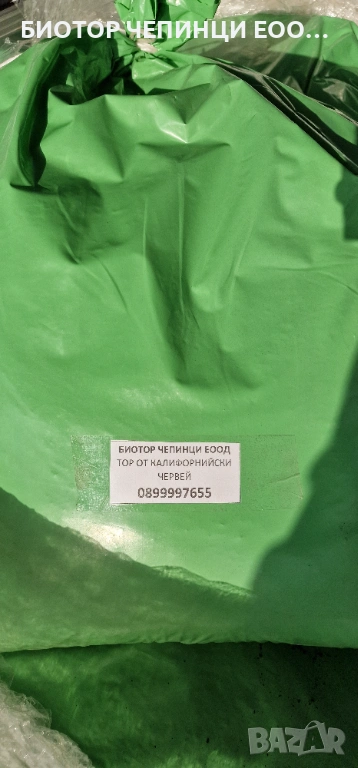 БИОТОР ЧЕПИНЦИ ЕОО...
БИОТОР ЧЕПИНЦИ ЕООД
ТОР ОТ КАЛИФОРНИЙСКИ
ЧЕРВЕЙ
0899997655
BAZAR